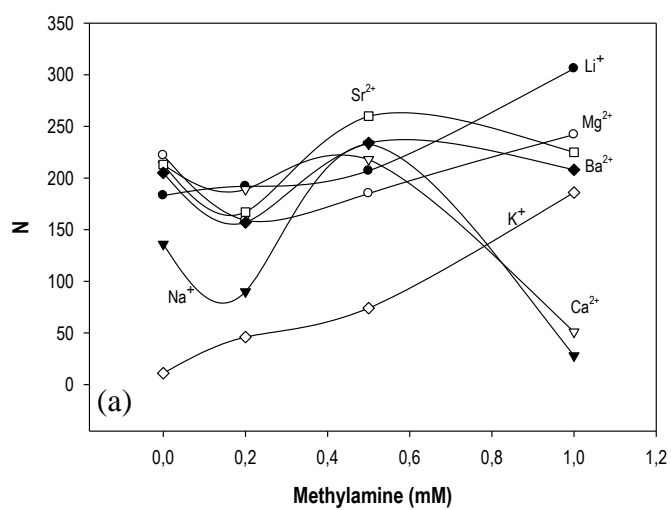 350
300
250
200
150
100
50
0
N
Sr²⁺
Li⁺
Mg²⁺
Ba²⁺
K⁺
Na⁺
Ca²⁺
(a)
0,0 0,2 0,4 0,6 0,8 1,0 1,2
Methylamine (mM)